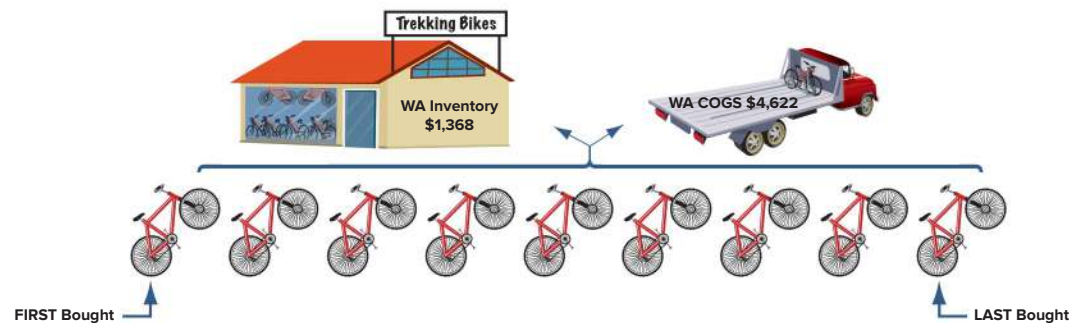 Trekking Bikes
WA Inventory
$1,368
WA COGS $4,622
FIRST Bought
LAST Bought